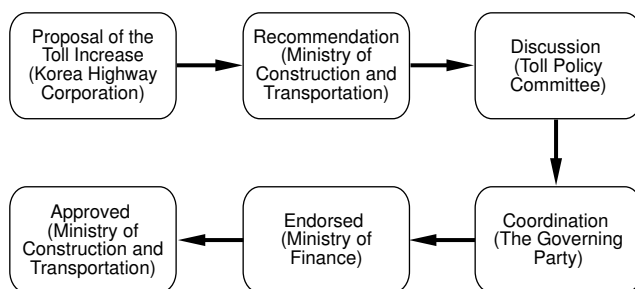 Proposal of the
Toll Increase
(Korea Highway
Corporation)
Recommendation
(Ministry of
Construction and
Transportation)
Discussion
(Toll Policy
Committee)
Coordination
(The Governing
Party)
Endorsed
(Ministry of
Finance)
Approved
(Ministry of
Construction and
Transportation)